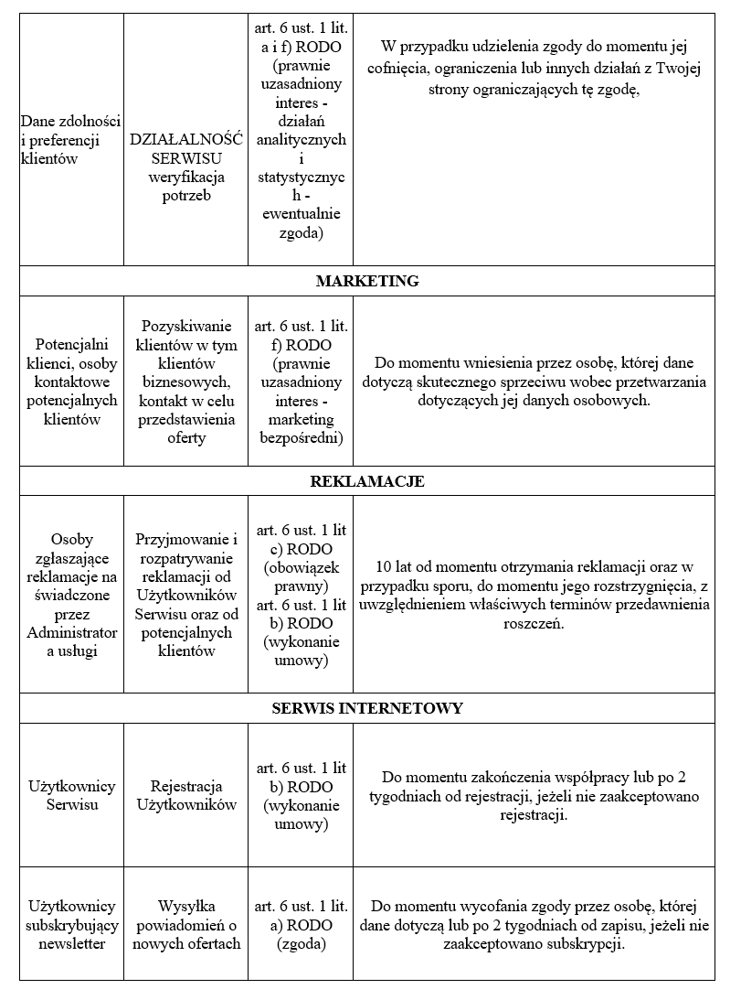 Dane zdolności
i preferencji
klientów
DZIAŁALNOŚĆ
SERWISU
weryfikacja
potrzeb
art. 6 ust. 1 lit.
a i f) RODO
(prawnie
uzasadniony
interes -
działań
analitycznych
i
statystycznyc
h -
ewentualnie
zgoda)
W przypadku udzielenia zgody do momentu jej
cofnięcia, ograniczenia lub innych działań z Twojej
strony ograniczających tę zgodę,
MARKETING
Potencjalni
klienci, osoby
kontaktowe
potencjalnych
klientów
Pozyskiwanie
klientów w tym
klientów
biznesowych,
kontakt w celu
przedstawienia
oferty
art. 6 ust. 1 lit.
f) RODO
(prawnie
uzasadniony
interes -
marketing
bezpośredni)
Do momentu wniesienia przez osobę, której dane
dotyczą skutecznego sprzeciwu wobec przetwarzania
dotyczących jej danych osobowych.
REKLAMACJE
Osoby
zgłaszające
reklamacje na
świadczone
przez
Administrator
a usługi
Przyjmowanie i
rozpatrywanie
reklamacji od
Użytkowników
Serwisu oraz od
potencjalnych
klientów
art. 6 ust. 1 lit
c) RODO
(obowiązek
prawny)
art. 6 ust. 1 lit
b) RODO
(wykonanie
umowy)
10 lat od momentu otrzymania reklamacji oraz w
przypadku sporu, do momentu jego rozstrzygnięcia, z
uwzględnieniem właściwych terminów przedawnienia
roszczeń.
SERWIS INTERNETOWY
Użytkownicy
Serwisu
Rejestracja
Użytkowników
art. 6 ust. 1 lit
b) RODO
(wykonanie
umowy)
Do momentu zakończenia współpracy lub po 2
tygodniach od rejestracji, jeżeli nie zaakceptowano
rejestracji.
Użytkownicy
subskrybujący
newsletter
Wysyłka
powiadomień o
nowych ofertach
art. 6 ust. 1 lit.
a) RODO
(zgoda)
Do momentu wycofania zgody przez osobę, której
dane dotyczą lub po 2 tygodniach od zapisu, jeżeli nie
zaakceptowano subskrypcji.